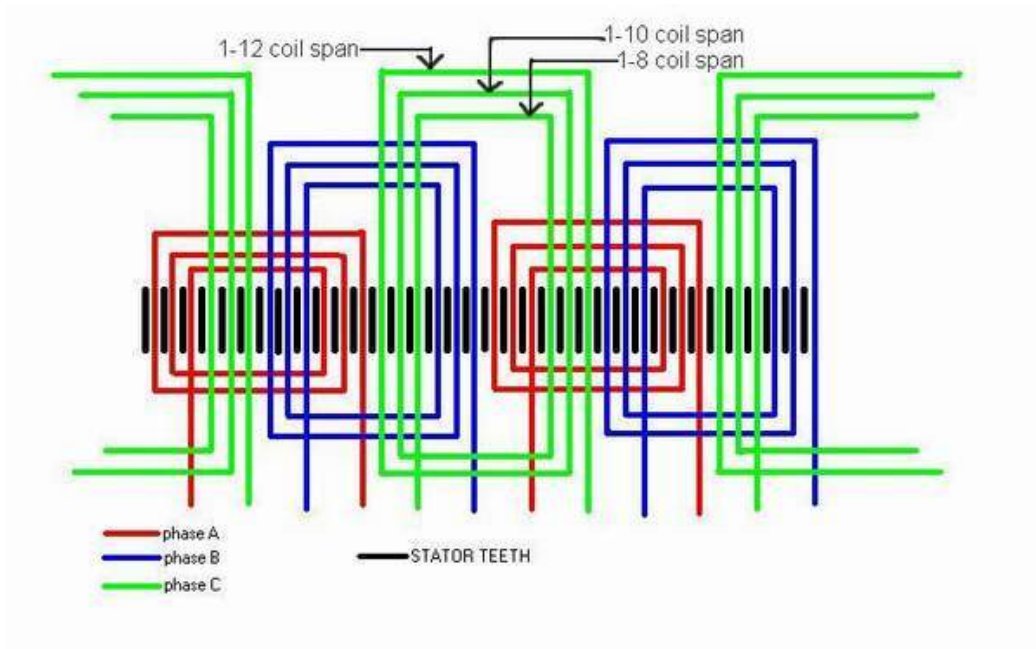 1-10 coil span
1-12 coil span
1-8 coil span
phase A
phase B
STATOR TEETH
phase C